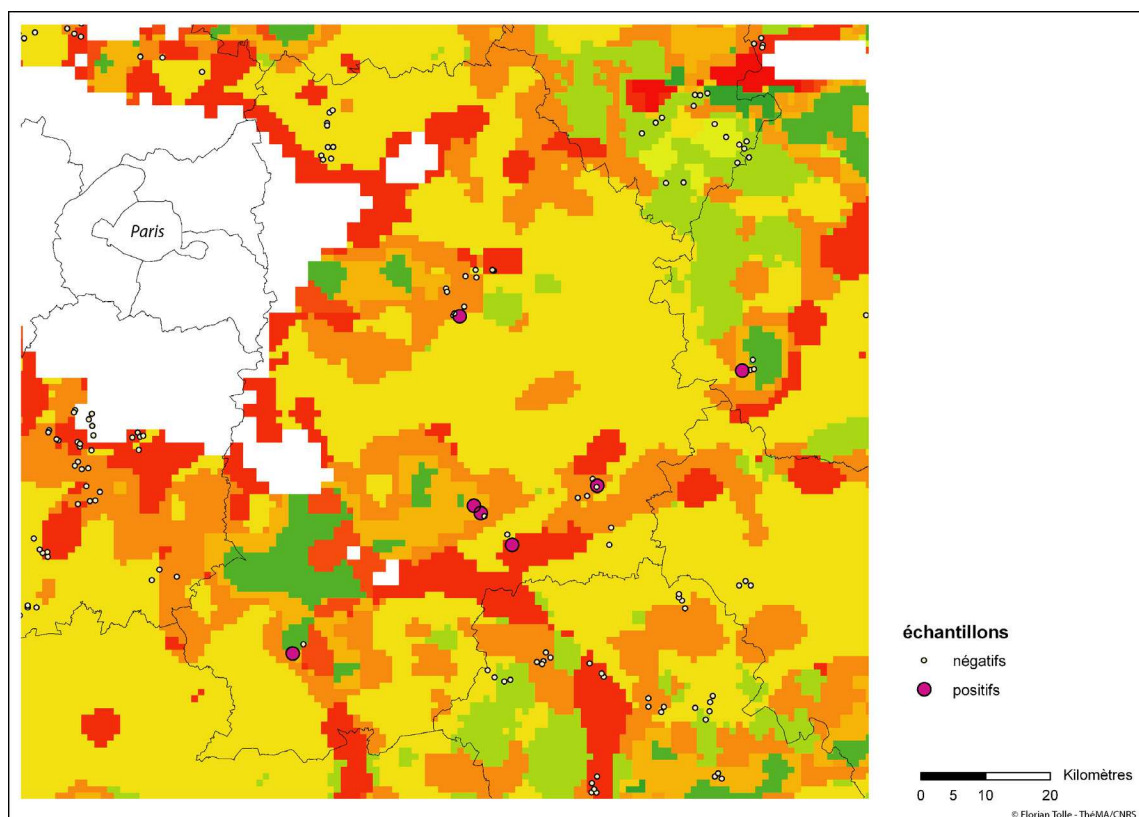 Paris
échantillons
négatifs
positifs
Kilomètres
0 5 10 20
© Florian Tolle - ThéMA/CNRS